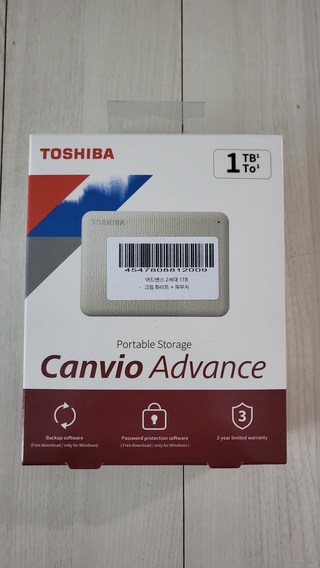 TOSHIBA
1 TB¹
To¹
TOSHIBA
4547808812009
어드밴스 2세대 1TB
크림 화이트 + 파우치
Portable Storage
Canvio Advance
3
Backup software
(Free download / only for Windows)
Password protection software
(Free download / only for Windows)
3-year limited warranty